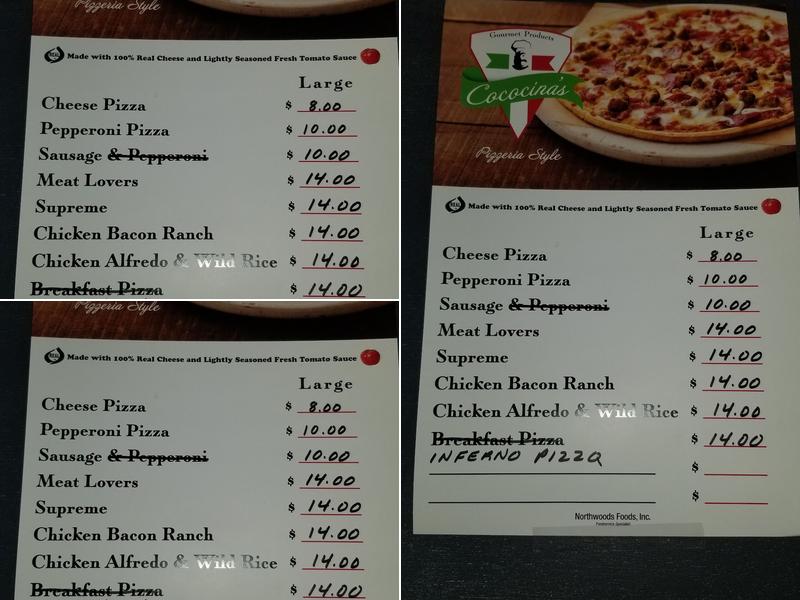 Pizzeria Style
REAL
Made with 100% Real Cheese and Lightly Seasoned Fresh Tomato Sauce
Large
Cheese Pizza $ 8.00
Pepperoni Pizza $ 10.00
Sausage & Pepperoni $ 10.00
Meat Lovers $ 14.00
Supreme $ 14.00
Chicken Bacon Ranch $ 14.00
Chicken Alfredo & Wild Rice $ 14.00
Breakfast Pizza $ 14.00
Pizzeria Style
REAL
Made with 100% Real Cheese and Lightly Seasoned Fresh Tomato Sauce
Large
Cheese Pizza $ 8.00
Pepperoni Pizza $ 10.00
Sausage & Pepperoni $ 10.00
Meat Lovers $ 14.00
Supreme $ 14.00
Chicken Bacon Ranch $ 14.00
Chicken Alfredo & Wild Rice $ 14.00
Breakfast Pizza $ 14.00
Gourmet Products
Cococina's
Pizzeria Style
REAL
Made with 100% Real Cheese and Lightly Seasoned Fresh Tomato Sauce
Large
Cheese Pizza $ 8.00
Pepperoni Pizza $ 10.00
Sausage & Pepperoni $ 10.00
Meat Lovers $ 14.00
Supreme $ 14.00
Chicken Bacon Ranch $ 14.00
Chicken Alfredo & Wild Rice $ 14.00
Breakfast Pizza $ 14.00
INFERNO PIZZA $
$
Northwoods Foods, Inc.
Foodservice Specialist